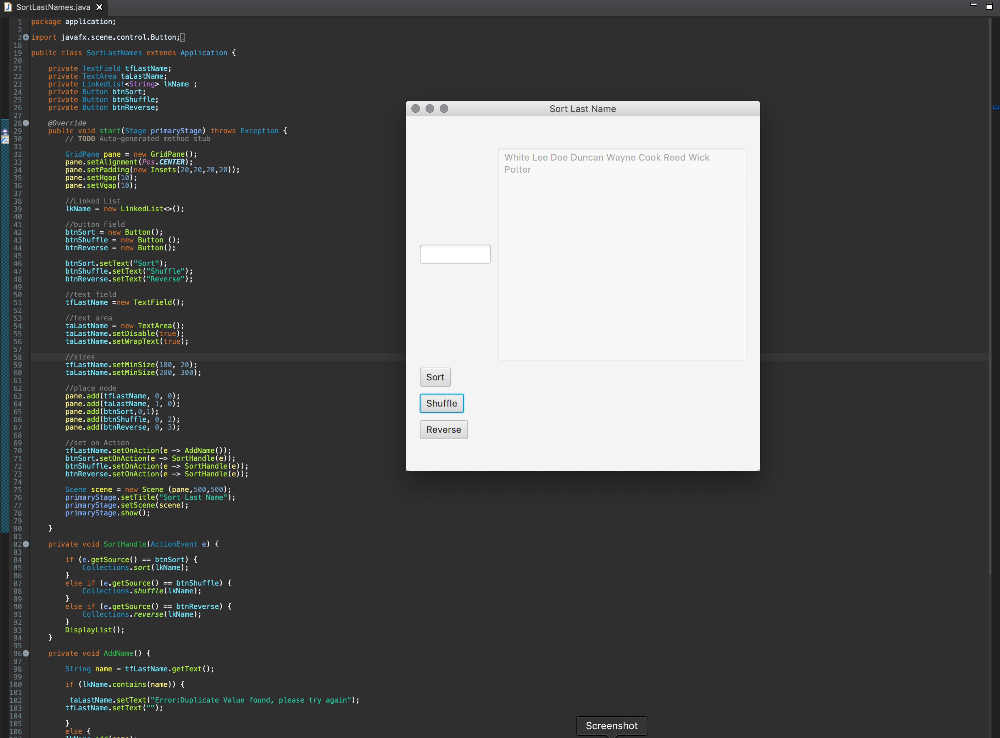 SortLastNames.java
1 package application;
2
3 import javafx.scene.control.Button;
18
19 public class SortLastNames extends Application {
20
21 private TextField tfLastName;
22 private TextArea taLastName;
23 private LinkedList<String> lkName ;
24 private Button btnSort;
25 private Button btnShuffle;
26 private Button btnReverse;
27
28 @Override
29 public void start(Stage primaryStage) throws Exception {
30 // TODO Auto-generated method stub
31
32 GridPane pane = new GridPane();
33 pane.setAlignment(Pos.CENTER);
34 pane.setPadding(new Insets(20,20,20,20));
35 pane.setHgap(10);
36 pane.setVgap(10);
37
38 //Linked List
39 lkName = new LinkedList<>();
40
41 //button Field
42 btnSort = new Button();
43 btnShuffle = new Button ();
44 btnReverse = new Button();
45
46 btnSort.setText("Sort");
47 btnShuffle.setText("Shuffle");
48 btnReverse.setText("Reverse");
49
50 //text field
51 tfLastName =new TextField();
52
53 //text area
54 taLastName = new TextArea();
55 taLastName.setDisable(true);
56 taLastName.setWrapText(true);
57
58 //sizes
59 tfLastName.setMinSize(100, 20);
60 taLastName.setMinSize(200, 300);
61
62 //place node
63 pane.add(tfLastName, 0, 0);
64 pane.add(taLastName, 1, 0);
65 pane.add(btnSort,0,1);
66 pane.add(btnShuffle, 0, 2);
67 pane.add(btnReverse, 0, 3);
68
69 //set on Action
70 tfLastName.setOnAction(e -> AddName());
71 btnSort.setOnAction(e -> SortHandle(e));
72 btnShuffle.setOnAction(e -> SortHandle(e));
73 btnReverse.setOnAction(e -> SortHandle(e));
74
75 Scene scene = new Scene (pane,500,500);
76 primaryStage.setTitle("Sort Last Name");
77 primaryStage.setScene(scene);
78 primaryStage.show();
79
80 }
81
82 private void SortHandle(ActionEvent e) {
83
84 if (e.getSource() == btnSort) {
85 Collections.sort(lkName);
86 }
87 else if (e.getSource() == btnShuffle) {
88 Collections.shuffle(lkName);
89 }
90 else if (e.getSource() == btnReverse) {
91 Collections.reverse(lkName);
92 }
93 DisplayList();
94 }
95
96 private void AddName() {
97
98 String name = tfLastName.getText();
99
100 if (lkName.contains(name)) {
101
102 taLastName.setText("Error:Duplicate Value found, please try again");
103 tfLastName.setText("");
104
105 }
106 else {
Sort Last Name
White Lee Doe Duncan Wayne Cook Reed Wick
Potter
Sort
Shuffle
Reverse
Screenshot